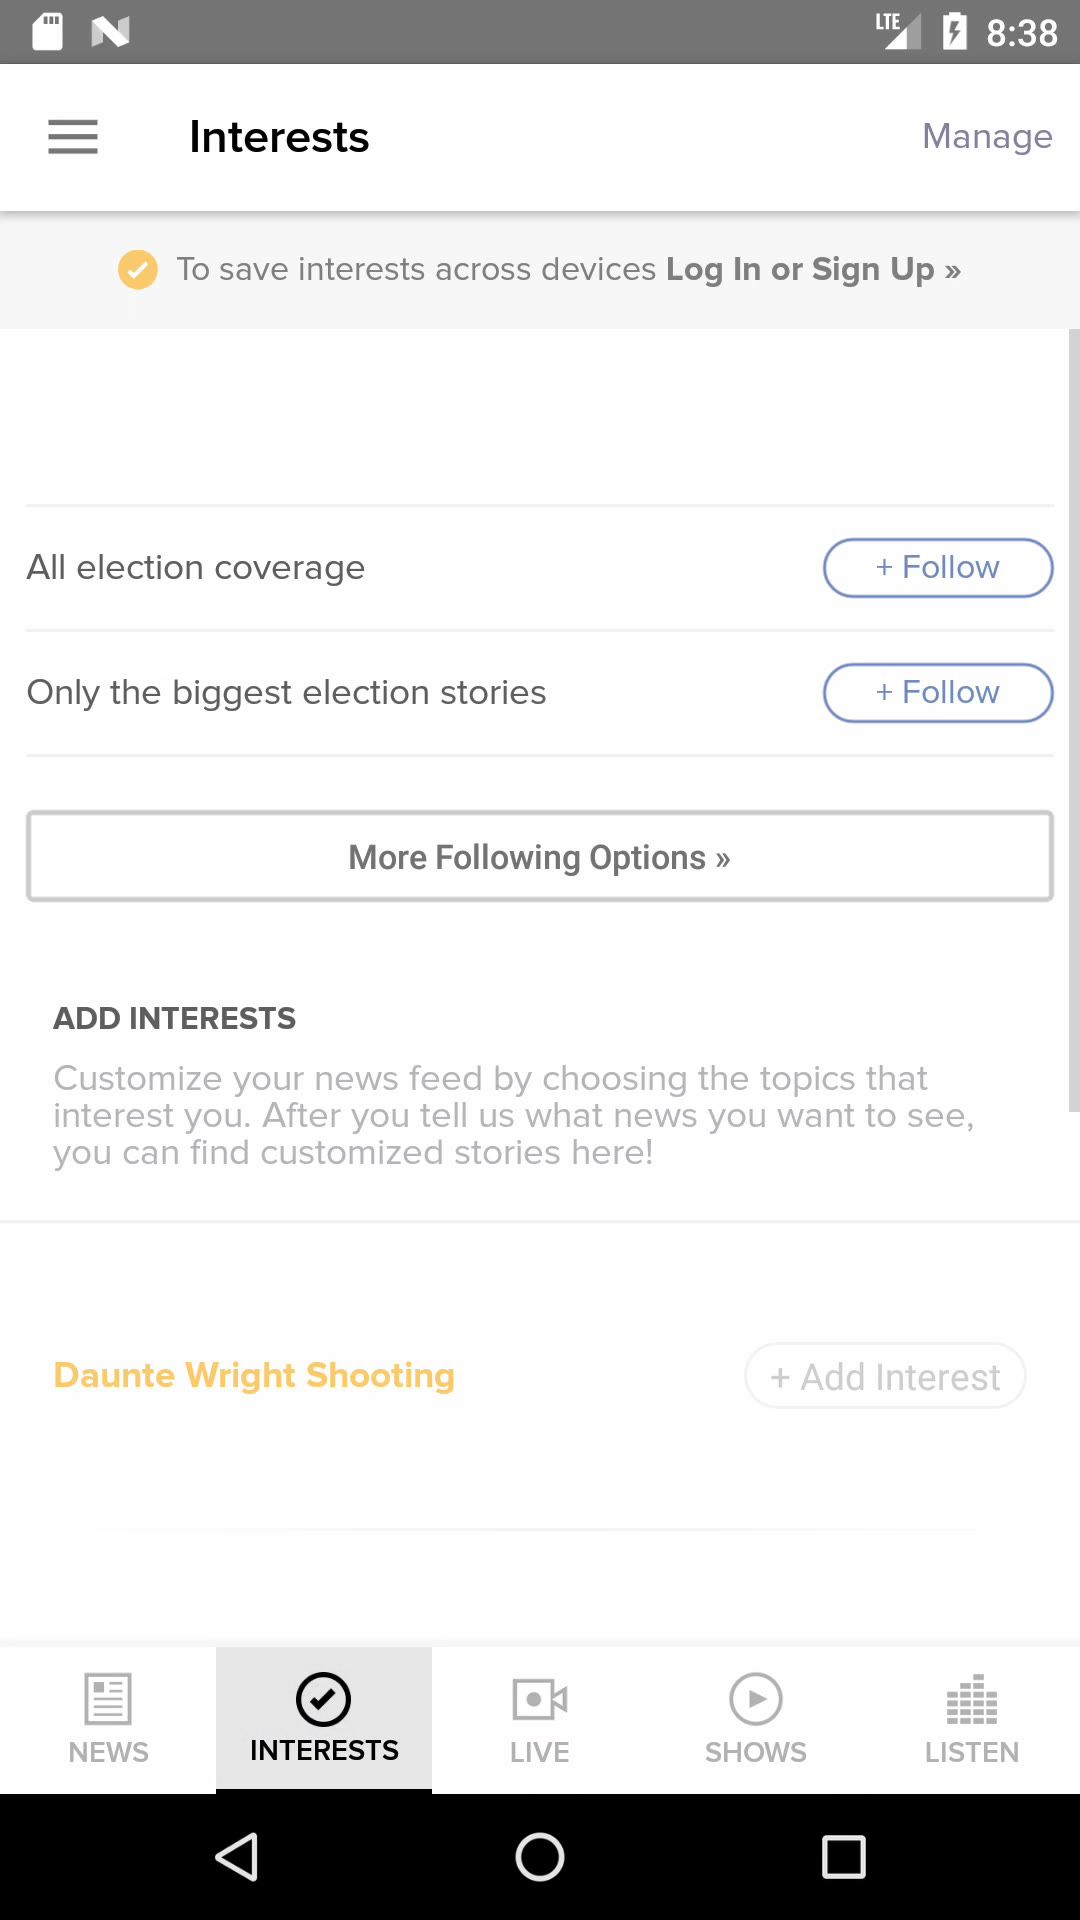 LTE 8:38
Interests
Manage
To save interests across devices Log In or Sign Up »
All election coverage
+ Follow
Only the biggest election stories
+ Follow
More Following Options »
ADD INTERESTS
Customize your news feed by choosing the topics that
interest you. After you tell us what news you want to see,
you can find customized stories here!
Daunte Wright Shooting
+ Add Interest
NEWS
INTERESTS
LIVE
SHOWS
LISTEN